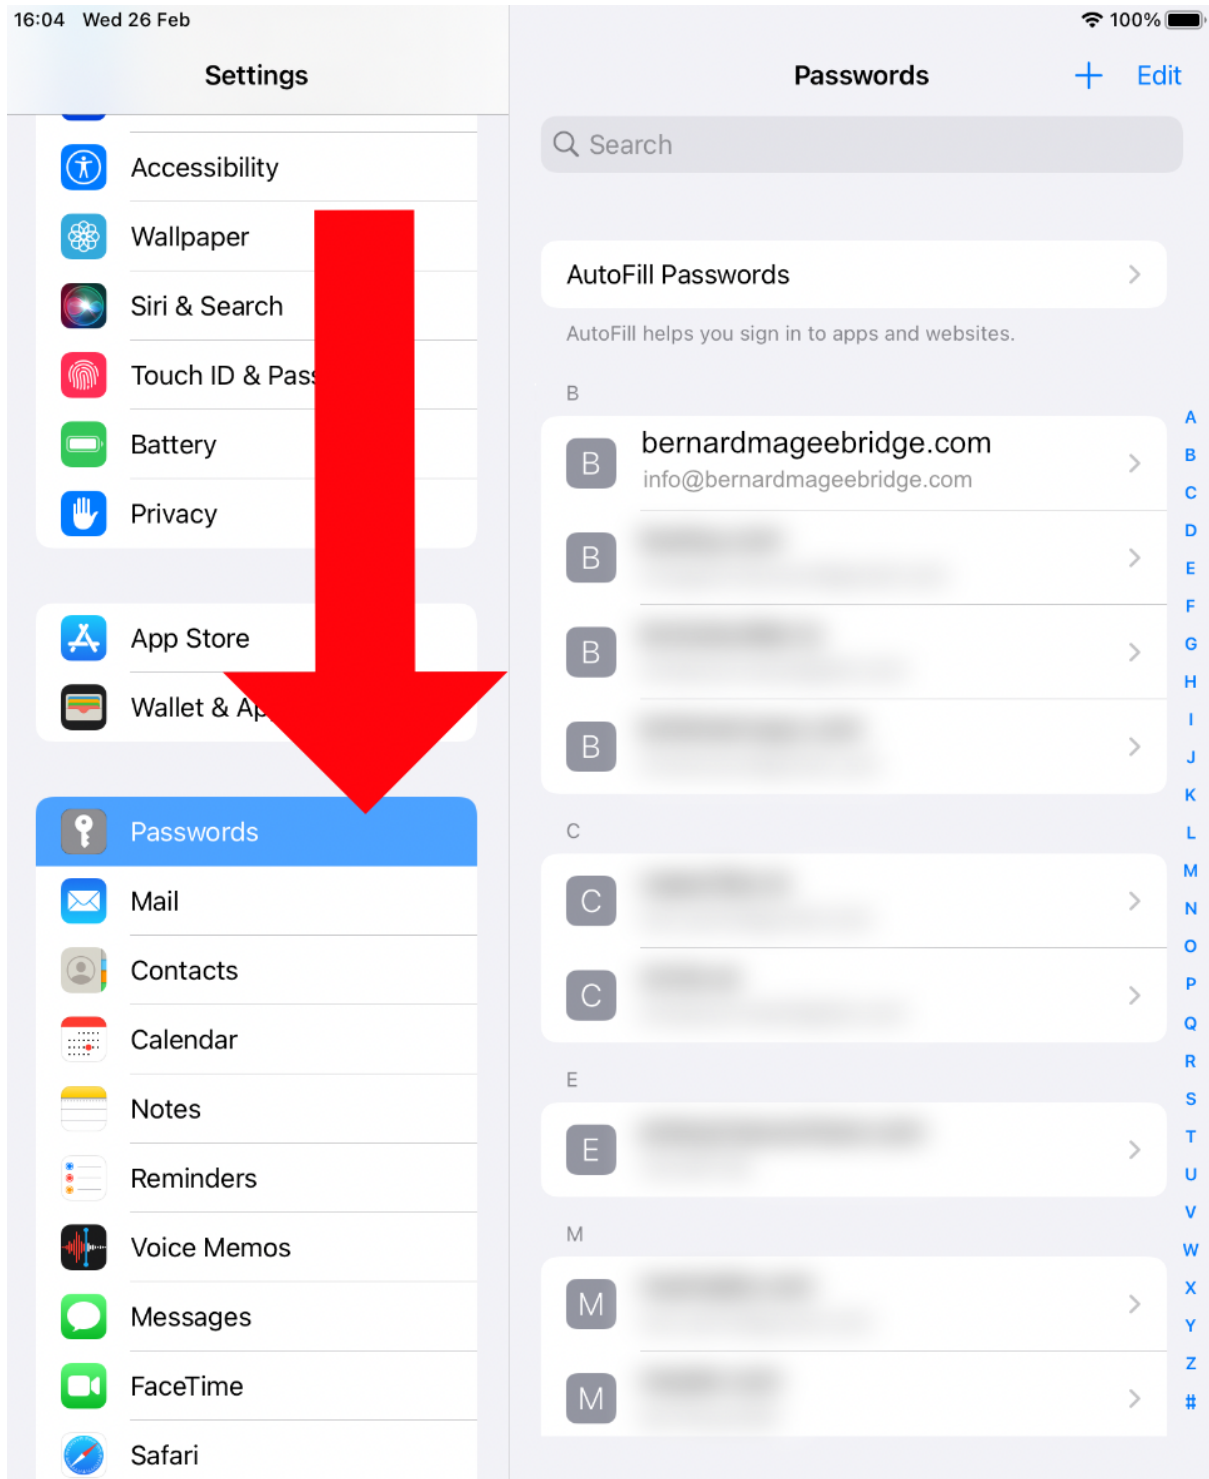 16:04 Wed 26 Feb
100%
Settings
Accessibility
Wallpaper
Siri & Search
Touch ID &
Battery
Privacy
App Store
Wallet &
Passwords
Mail
Contacts
Calendar
Notes
Reminders
Voice Memos
Messages
FaceTime
Safari
Passwords
+ Edit
Search
AutoFill Passwords
AutoFill helps you sign in to apps and websites.
B
B
bernardmageebridge.com
info@bernardmageebridge.com
B
B
B
C
C
C
E
E
M
M
M
A
B
C
D
E
F
G
H
I
J
K
L
M
N
O
P
Q
R
S
T
U
V
W
X
Y
Z
#